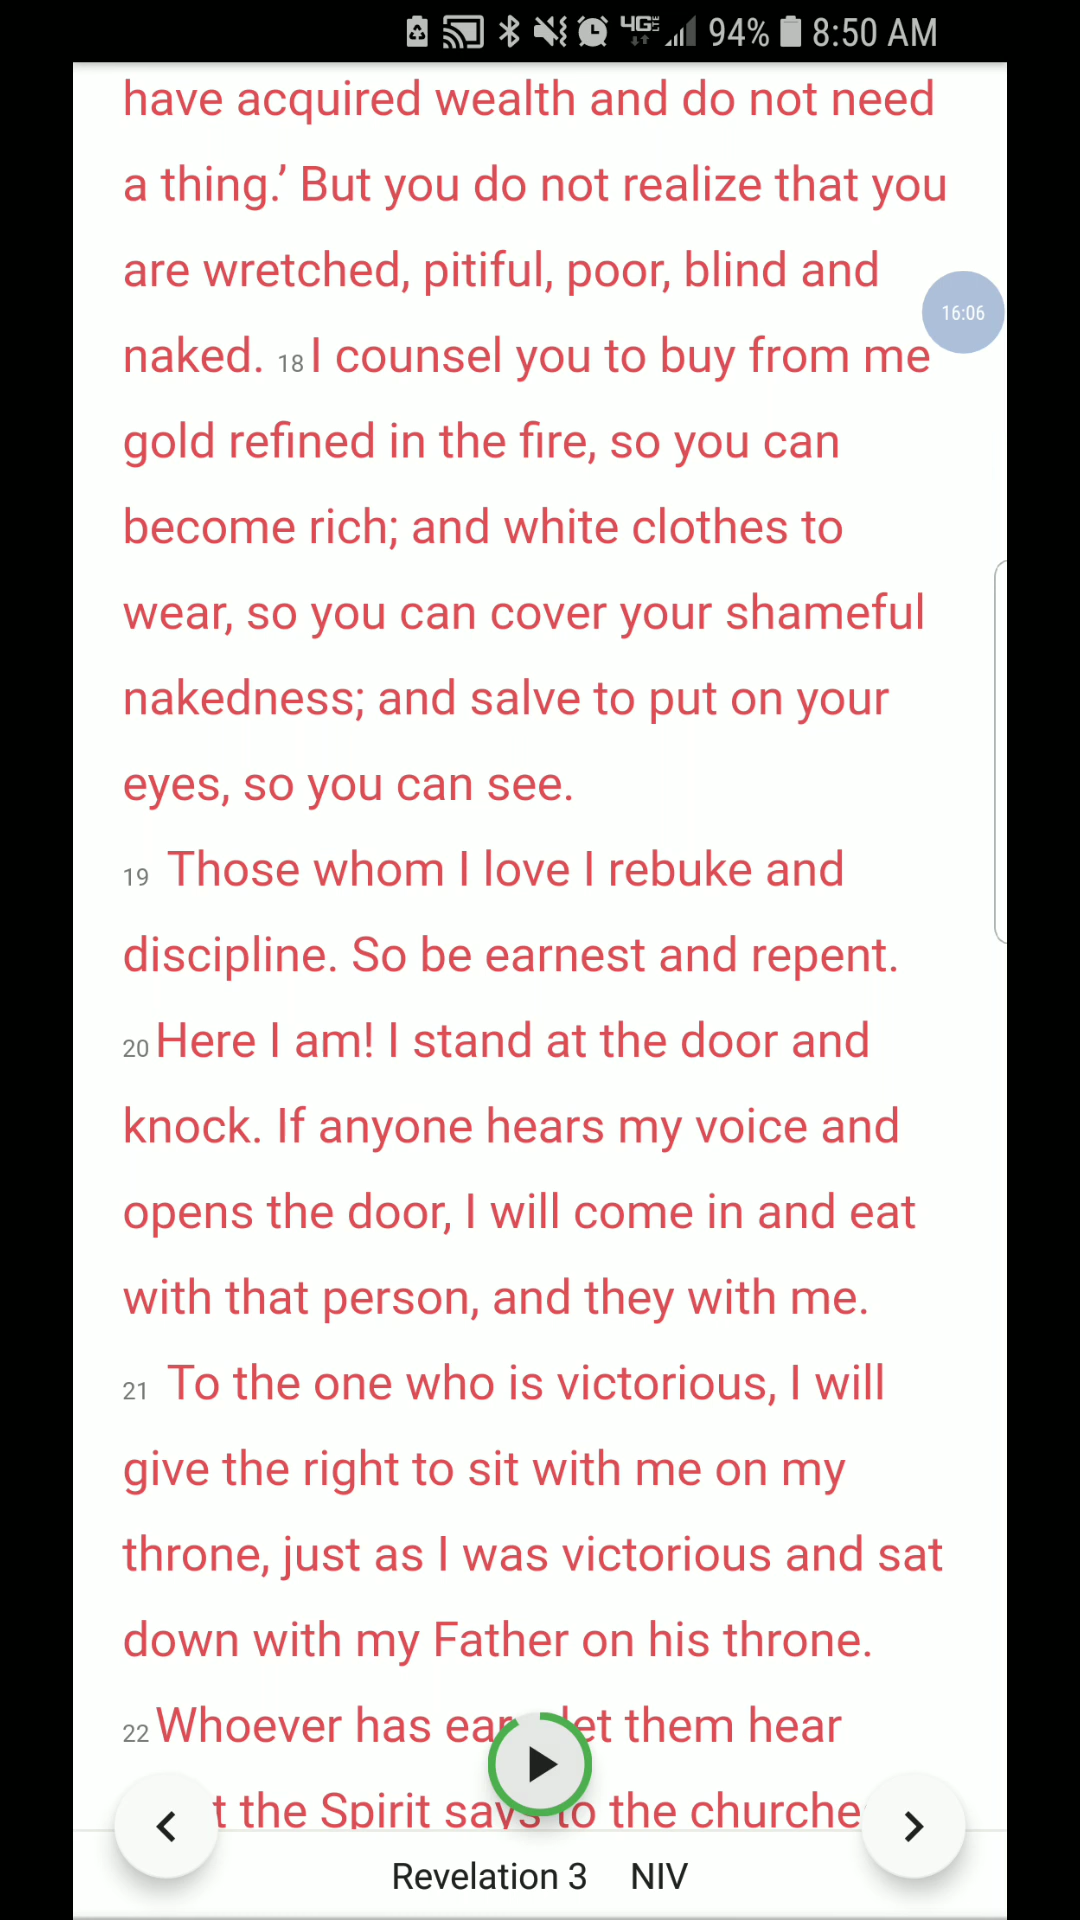 4G LTE 94% 8:50 AM
have acquired wealth and do not need
a thing.’ But you do not realize that you
are wretched, pitiful, poor, blind and
16:06
naked. 18 I counsel you to buy from me
gold refined in the fire, so you can
become rich; and white clothes to
wear, so you can cover your shameful
nakedness; and salve to put on your
eyes, so you can see.
19 Those whom I love I rebuke and
discipline. So be earnest and repent.
20 Here I am! I stand at the door and
knock. If anyone hears my voice and
opens the door, I will come in and eat
with that person, and they with me.
21 To the one who is victorious, I will
give the right to sit with me on my
throne, just as I was victorious and sat
down with my Father on his throne.
22 Whoever has let them hear
the Spirit says to the
Revelation 3 NIV